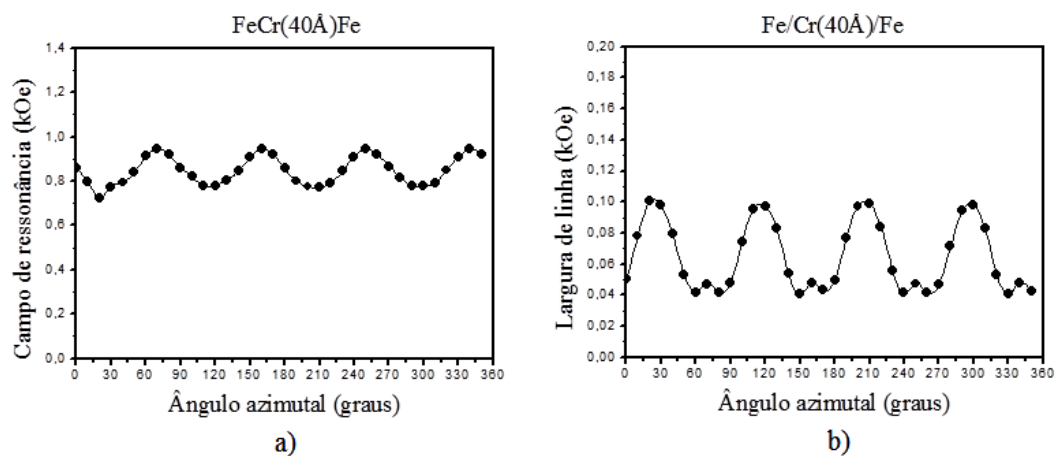 FeCr(40Å)Fe
Campo de ressonância (kOe)
1,4
1,2
1,0
0,8
0,6
0,4
0,2
0,0
0 30 60 90 120 150 180 210 240 270 300 330 360
Ângulo azimutal (graus)
a)
Fe/Cr(40Å)/Fe
Largura de linha (kOe)
0,20
0,18
0,16
0,14
0,12
0,10
0,08
0,06
0,04
0,02
0,00
0 30 60 90 120 150 180 210 240 270 300 330 360
Ângulo azimutal (graus)
b)